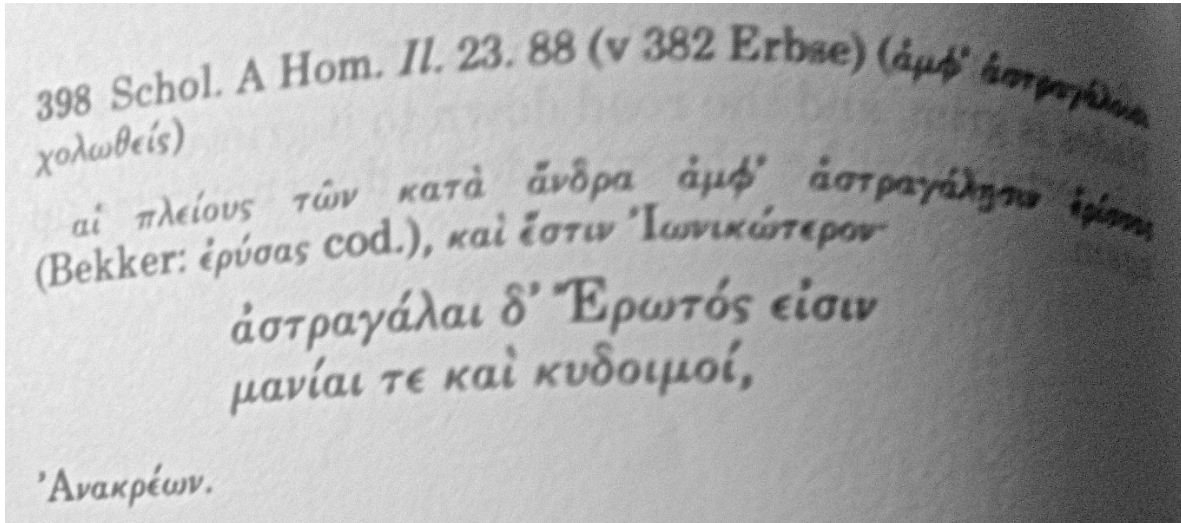 398 Schol. A Hom. Il. 23. 88 (v 382 Erbse) (ἀμφ’ ἀστραγάλοισι
χολωθείς)
αἱ πλείους τῶν κατὰ ἄνδρα ἀμφ’ ἀστραγάλῃσιν ἐρίσας
(Bekker: ἐρύσας cod.), καὶ ἔστιν Ἰωνικώτερον·
ἀστραγάλαι δ’ Ἔρωτός εἰσιν
μανίαι τε καὶ κυδοιμοί,
Ἀνακρέων.